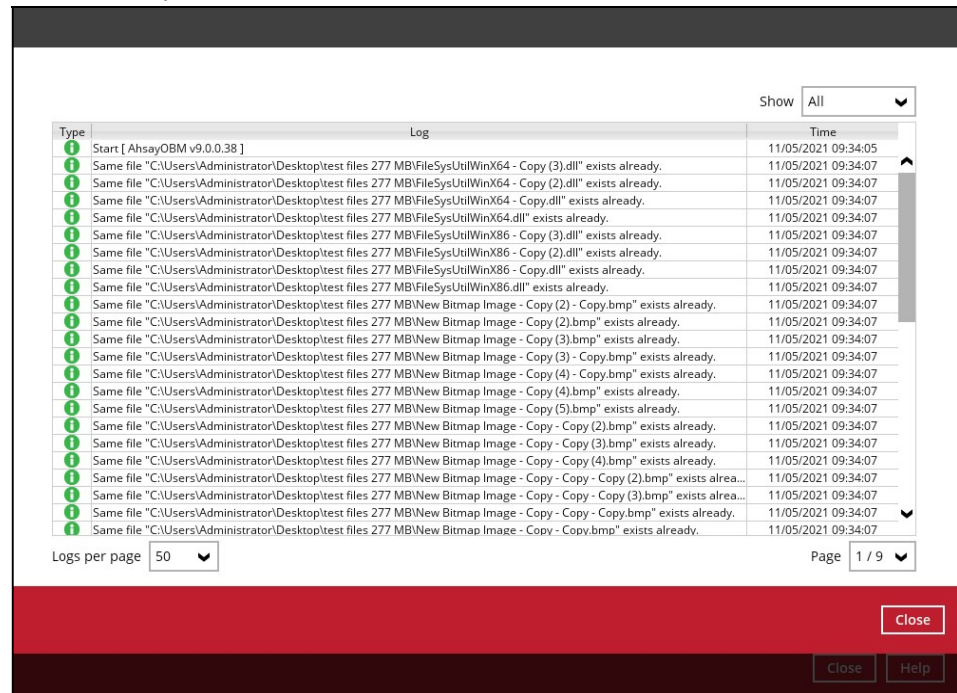 Show All
Type Log Time
Start [ AhsayOBM v9.0.0.38 ] 11/05/2021 09:34:05
Same file "C:\Users\Administrator\Desktop\test files 277 MB\FileSysUtilWinX64 - Copy (3).dll" exists already. 11/05/2021 09:34:07
Same file "C:\Users\Administrator\Desktop\test files 277 MB\FileSysUtilWinX64 - Copy (2).dll" exists already. 11/05/2021 09:34:07
Same file "C:\Users\Administrator\Desktop\test files 277 MB\FileSysUtilWinX64 - Copy.dll" exists already. 11/05/2021 09:34:07
Same file "C:\Users\Administrator\Desktop\test files 277 MB\FileSysUtilWinX64.dll" exists already. 11/05/2021 09:34:07
Same file "C:\Users\Administrator\Desktop\test files 277 MB\FileSysUtilWinX86 - Copy (3).dll" exists already. 11/05/2021 09:34:07
Same file "C:\Users\Administrator\Desktop\test files 277 MB\FileSysUtilWinX86 - Copy (2).dll" exists already. 11/05/2021 09:34:07
Same file "C:\Users\Administrator\Desktop\test files 277 MB\FileSysUtilWinX86 - Copy.dll" exists already. 11/05/2021 09:34:07
Same file "C:\Users\Administrator\Desktop\test files 277 MB\FileSysUtilWinX86.dll" exists already. 11/05/2021 09:34:07
Same file "C:\Users\Administrator\Desktop\test files 277 MB\New Bitmap Image - Copy (2) - Copy.bmp" exists already. 11/05/2021 09:34:07
Same file "C:\Users\Administrator\Desktop\test files 277 MB\New Bitmap Image - Copy (2).bmp" exists already. 11/05/2021 09:34:07
Same file "C:\Users\Administrator\Desktop\test files 277 MB\New Bitmap Image - Copy (3).bmp" exists already. 11/05/2021 09:34:07
Same file "C:\Users\Administrator\Desktop\test files 277 MB\New Bitmap Image - Copy (3) - Copy.bmp" exists already. 11/05/2021 09:34:07
Same file "C:\Users\Administrator\Desktop\test files 277 MB\New Bitmap Image - Copy (4) - Copy.bmp" exists already. 11/05/2021 09:34:07
Same file "C:\Users\Administrator\Desktop\test files 277 MB\New Bitmap Image - Copy (4).bmp" exists already. 11/05/2021 09:34:07
Same file "C:\Users\Administrator\Desktop\test files 277 MB\New Bitmap Image - Copy (5).bmp" exists already. 11/05/2021 09:34:07
Same file "C:\Users\Administrator\Desktop\test files 277 MB\New Bitmap Image - Copy - Copy (2).bmp" exists already. 11/05/2021 09:34:07
Same file "C:\Users\Administrator\Desktop\test files 277 MB\New Bitmap Image - Copy - Copy (3).bmp" exists already. 11/05/2021 09:34:07
Same file "C:\Users\Administrator\Desktop\test files 277 MB\New Bitmap Image - Copy - Copy (4).bmp" exists already. 11/05/2021 09:34:07
Same file "C:\Users\Administrator\Desktop\test files 277 MB\New Bitmap Image - Copy - Copy - Copy (2).bmp" exists alrea... 11/05/2021 09:34:07
Same file "C:\Users\Administrator\Desktop\test files 277 MB\New Bitmap Image - Copy - Copy - Copy (3).bmp" exists alrea... 11/05/2021 09:34:07
Same file "C:\Users\Administrator\Desktop\test files 277 MB\New Bitmap Image - Copy - Copy - Copy.bmp" exists already. 11/05/2021 09:34:07
Same file "C:\Users\Administrator\Desktop\test files 277 MB\New Bitmap Image - Copy - Copy.bmp" exists already. 11/05/2021 09:34:07
Logs per page 50 Page 1 / 9
Close
Close Help